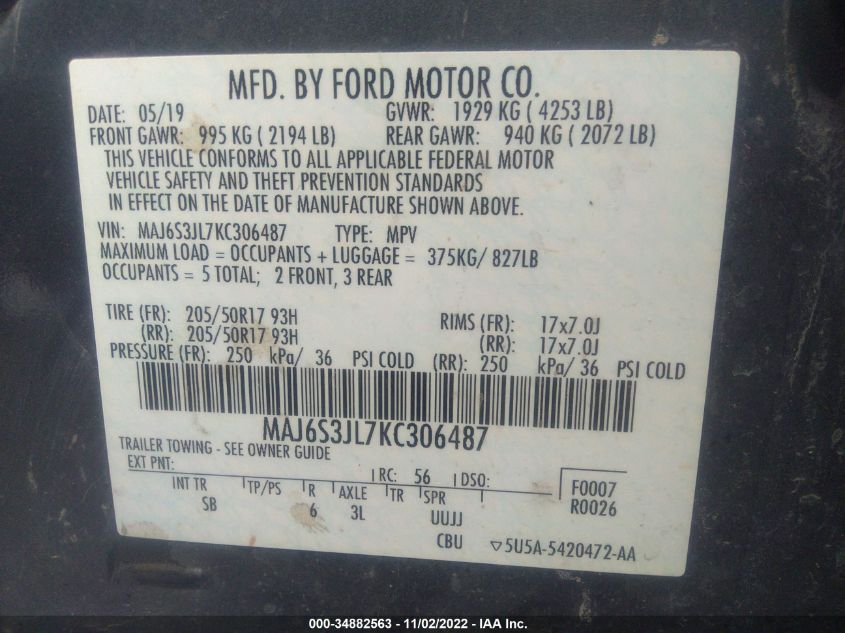 MFD. BY FORD MOTOR CO.
DATE: 05/19 GVWR: 1929 KG ( 4253 LB)
FRONT GAWR: 995 KG ( 2194 LB) REAR GAWR: 940 KG ( 2072 LB)
THIS VEHICLE CONFORMS TO ALL APPLICABLE FEDERAL MOTOR
VEHICLE SAFETY AND THEFT PREVENTION STANDARDS
IN EFFECT ON THE DATE OF MANUFACTURE SHOWN ABOVE.
VIN: MAJ6S3JL7KC306487 TYPE: MPV
MAXIMUM LOAD = OCCUPANTS + LUGGAGE = 375KG/ 827LB
OCCUPANTS = 5 TOTAL; 2 FRONT, 3 REAR
TIRE (FR): 205/50R17 93H RIMS (FR): 17x7.0J
(RR): 205/50R17 93H (RR): 17x7.0J
PRESSURE (FR): 250 kPa/ 36 PSI COLD (RR): 250 kPa/ 36 PSI COLD
MAJ6S3JL7KC306487
TRAILER TOWING - SEE OWNER GUIDE
EXT PNT: RC: 56 DSO: F0007
INT TR TP/PS R AXLE TR SPR R0026
SB 6 3L UUJJ
CBU ▽5U5A-5420472-AA
000-34882563 - 11/02/2022 - IAA Inc.